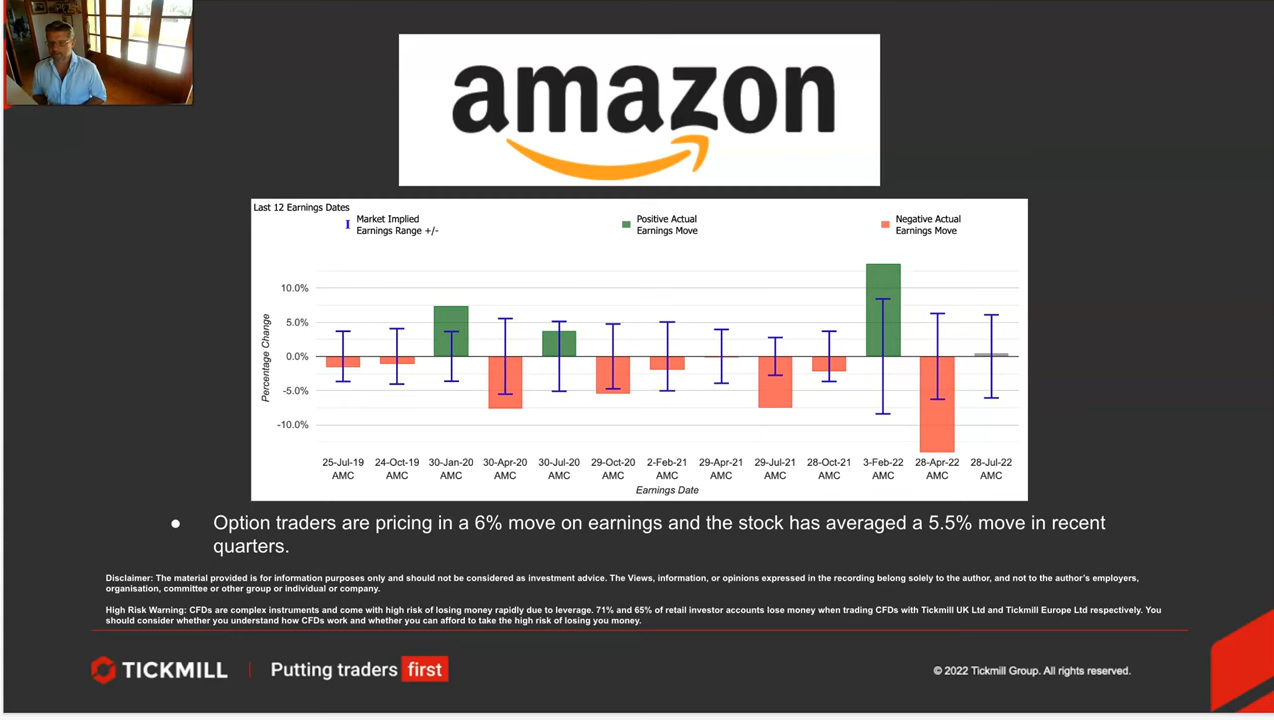 amazon
Last 12 Earnings Dates
Market Implied
Earnings Range +/-
Positive Actual
Earnings Move
Negative Actual
Earnings Move
Percentage Change
10.0%
5.0%
0.0%
-5.0%
-10.0%
25-Jul-19 24-Oct-19 30-Jan-20 30-Apr-20 30-Jul-20 29-Oct-20 2-Feb-21 29-Apr-21 29-Jul-21 28-Oct-21 3-Feb-22 28-Apr-22 28-Jul-22
AMC AMC AMC AMC AMC AMC AMC AMC AMC AMC AMC AMC AMC
Earnings Date
● Option traders are pricing in a 6% move on earnings and the stock has averaged a 5.5% move in recent
quarters.
Disclaimer: The material provided is for information purposes only and should not be considered as investment advice. The Views, information, or opinions expressed in the recording belong solely to the author, and not to the author's employers,
organisation, committee or other group or individual or company.
High Risk Warning: CFDs are complex instruments and come with high risk of losing money rapidly due to leverage. 71% and 65% of retail investor accounts lose money when trading CFDs with Tickmill UK Ltd and Tickmill Europe Ltd respectively. You
should consider whether you understand how CFDs work and whether you can afford to take the high risk of losing you money.
TICKMILL | Putting traders first
© 2022 Tickmill Group. All rights reserved.